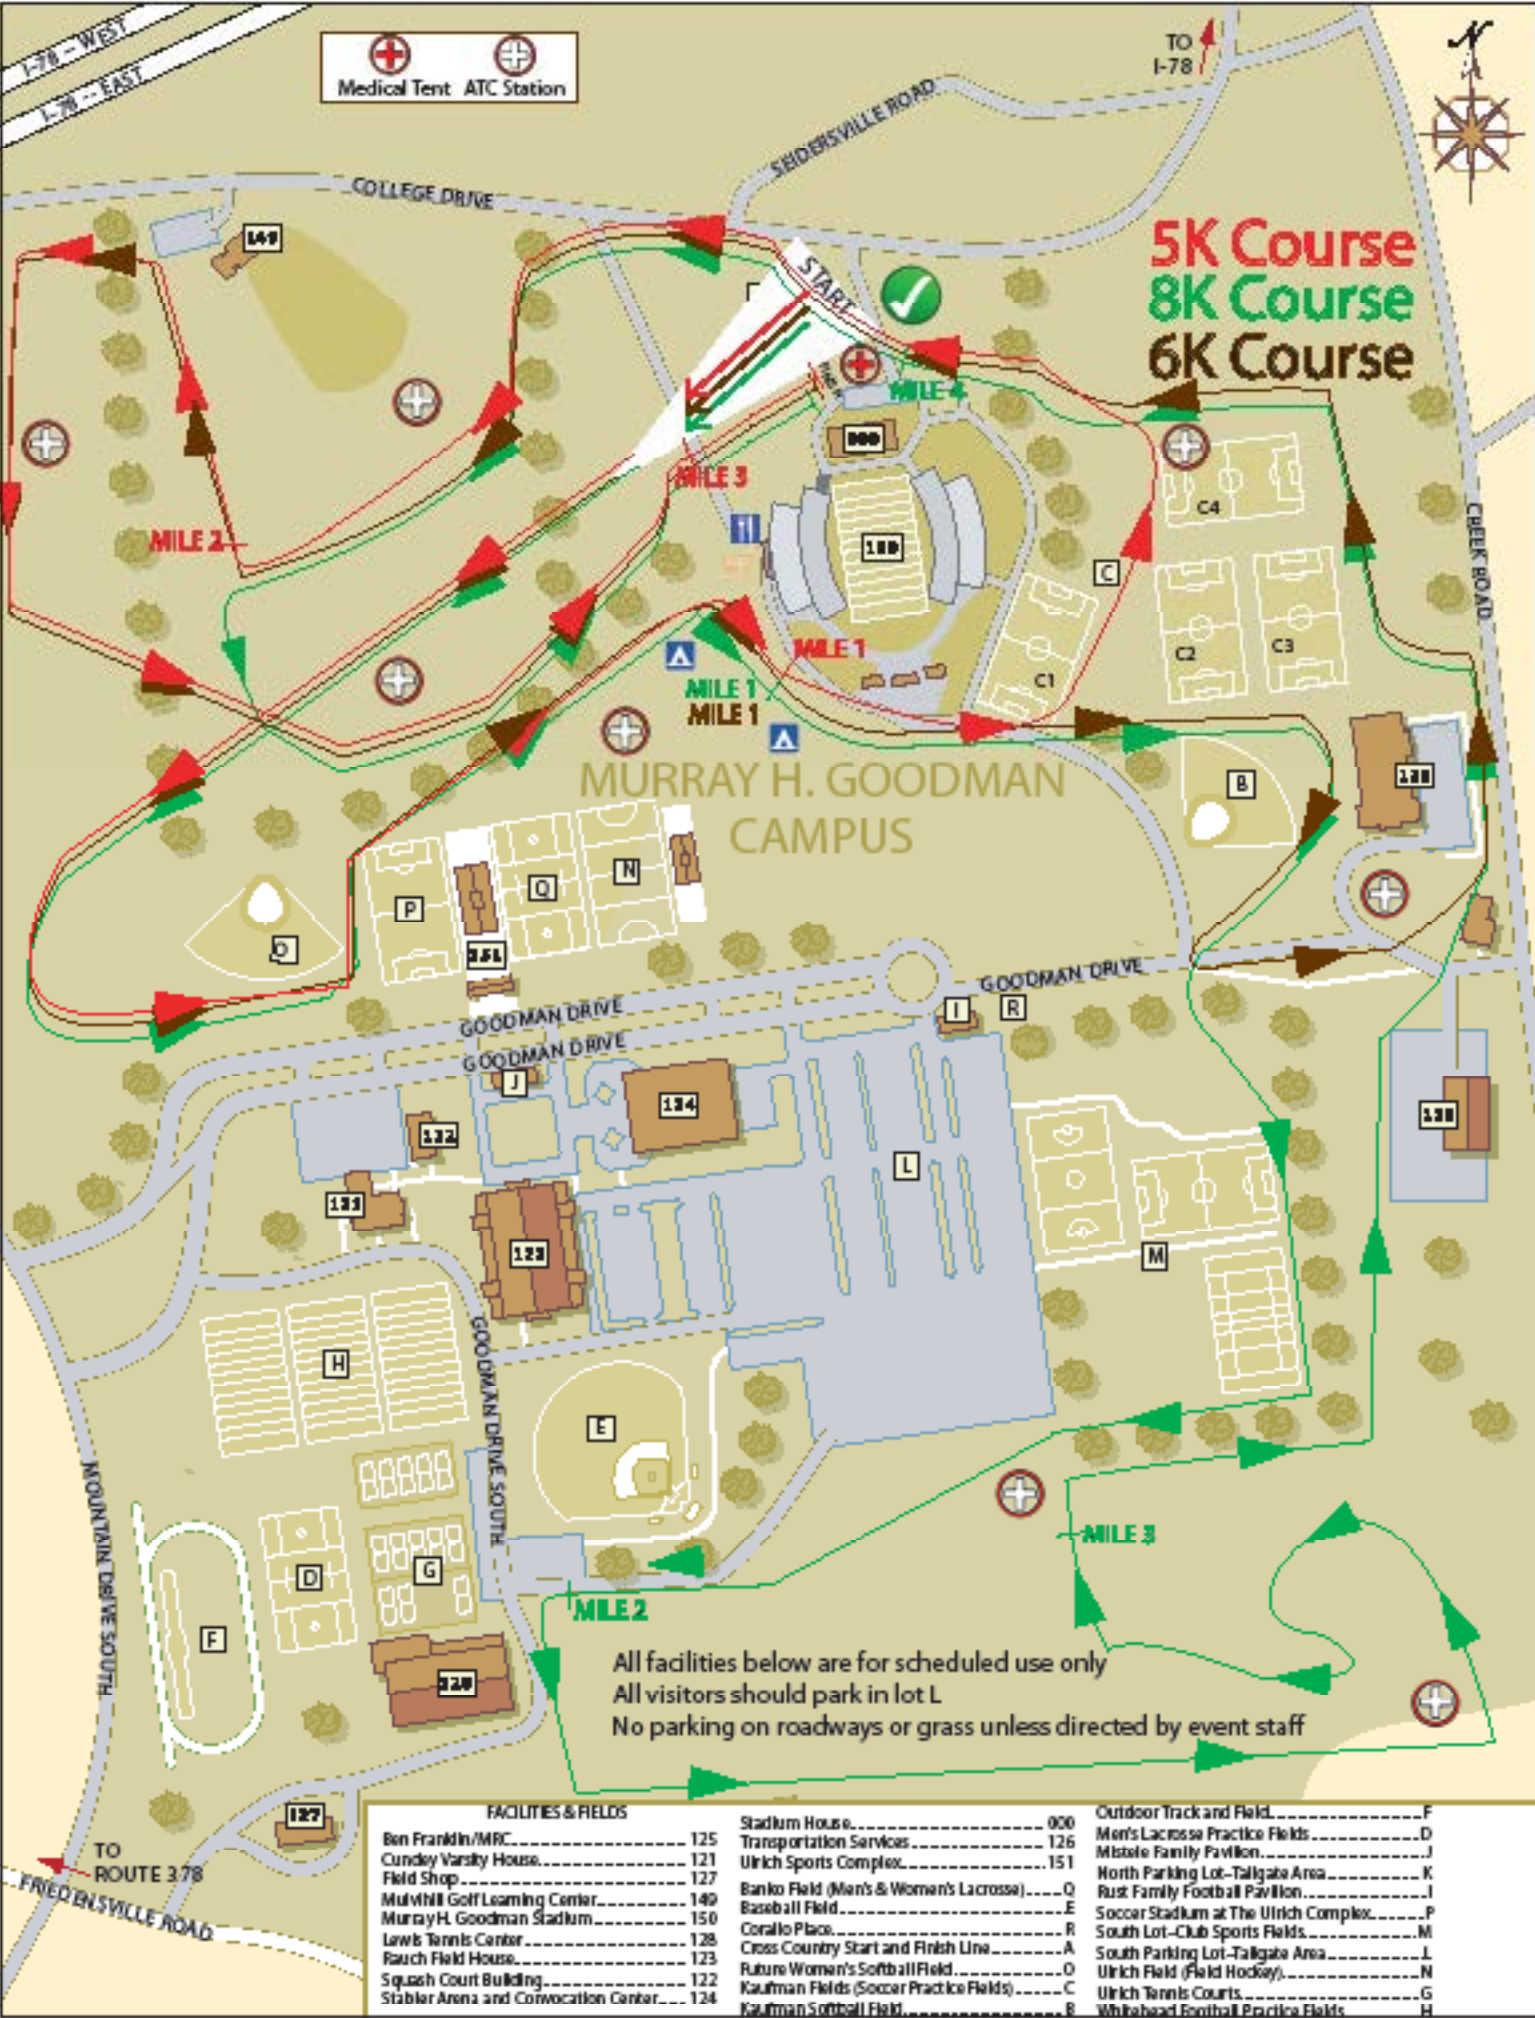 I-78 -- WEST
I-78 -- EAST
Medical Tent ATC Station
TO
I-78
N
SEIDERSVILLE ROAD
COLLEGE DRIVE
149
START
5K Course
8K Course
6K Course
MILE 4
000
MILE 3
MILE 2
150
C4
C
C2
C3
C1
CREEK ROAD
MILE 1
MILE 1
MILE 1
MURRAY H. GOODMAN
CAMPUS
B
P
Q
N
O
151
GOODMAN DRIVE
GOODMAN DRIVE
GOODMAN DRIVE
I
R
J
124
122
121
123
L
M
H
GOODMAN DRIVE SOUTH
E
MOUNTAIN DRIVE SOUTH
D
G
F
MILE 3
MILE 2
All facilities below are for scheduled use only
All visitors should park in lot L
No parking on roadways or grass unless directed by event staff
127
TO
ROUTE 378
FRIEDENSVILLE ROAD
FACILITIES & FIELDS
Ben Franklin/MRC 125
Cundey Varsity House 121
Field Shop 127
Mulvihill Golf Learning Center 149
Murray H. Goodman Stadium 150
Lewis Tennis Center 128
Rauch Field House 123
Squash Court Building 122
Stabler Arena and Convocation Center 124
Stadium House 000
Transportation Services 126
Ulrich Sports Complex 151
Banko Field (Men's & Women's Lacrosse) Q
Baseball Field E
Corallo Place R
Cross Country Start and Finish Line A
Future Women's Softball Field O
Kaufman Fields (Soccer Practice Fields) C
Kaufman Softball Field B
Outdoor Track and Field F
Men's Lacrosse Practice Fields D
Mistele Family Pavilion J
North Parking Lot--Tailgate Area K
Rust Family Football Pavilion I
Soccer Stadium at The Ulrich Complex P
South Lot--Club Sports Fields M
South Parking Lot--Tailgate Area L
Ulrich Field (Field Hockey) N
Ulrich Tennis Courts G
Whitehead Football Practice Fields H